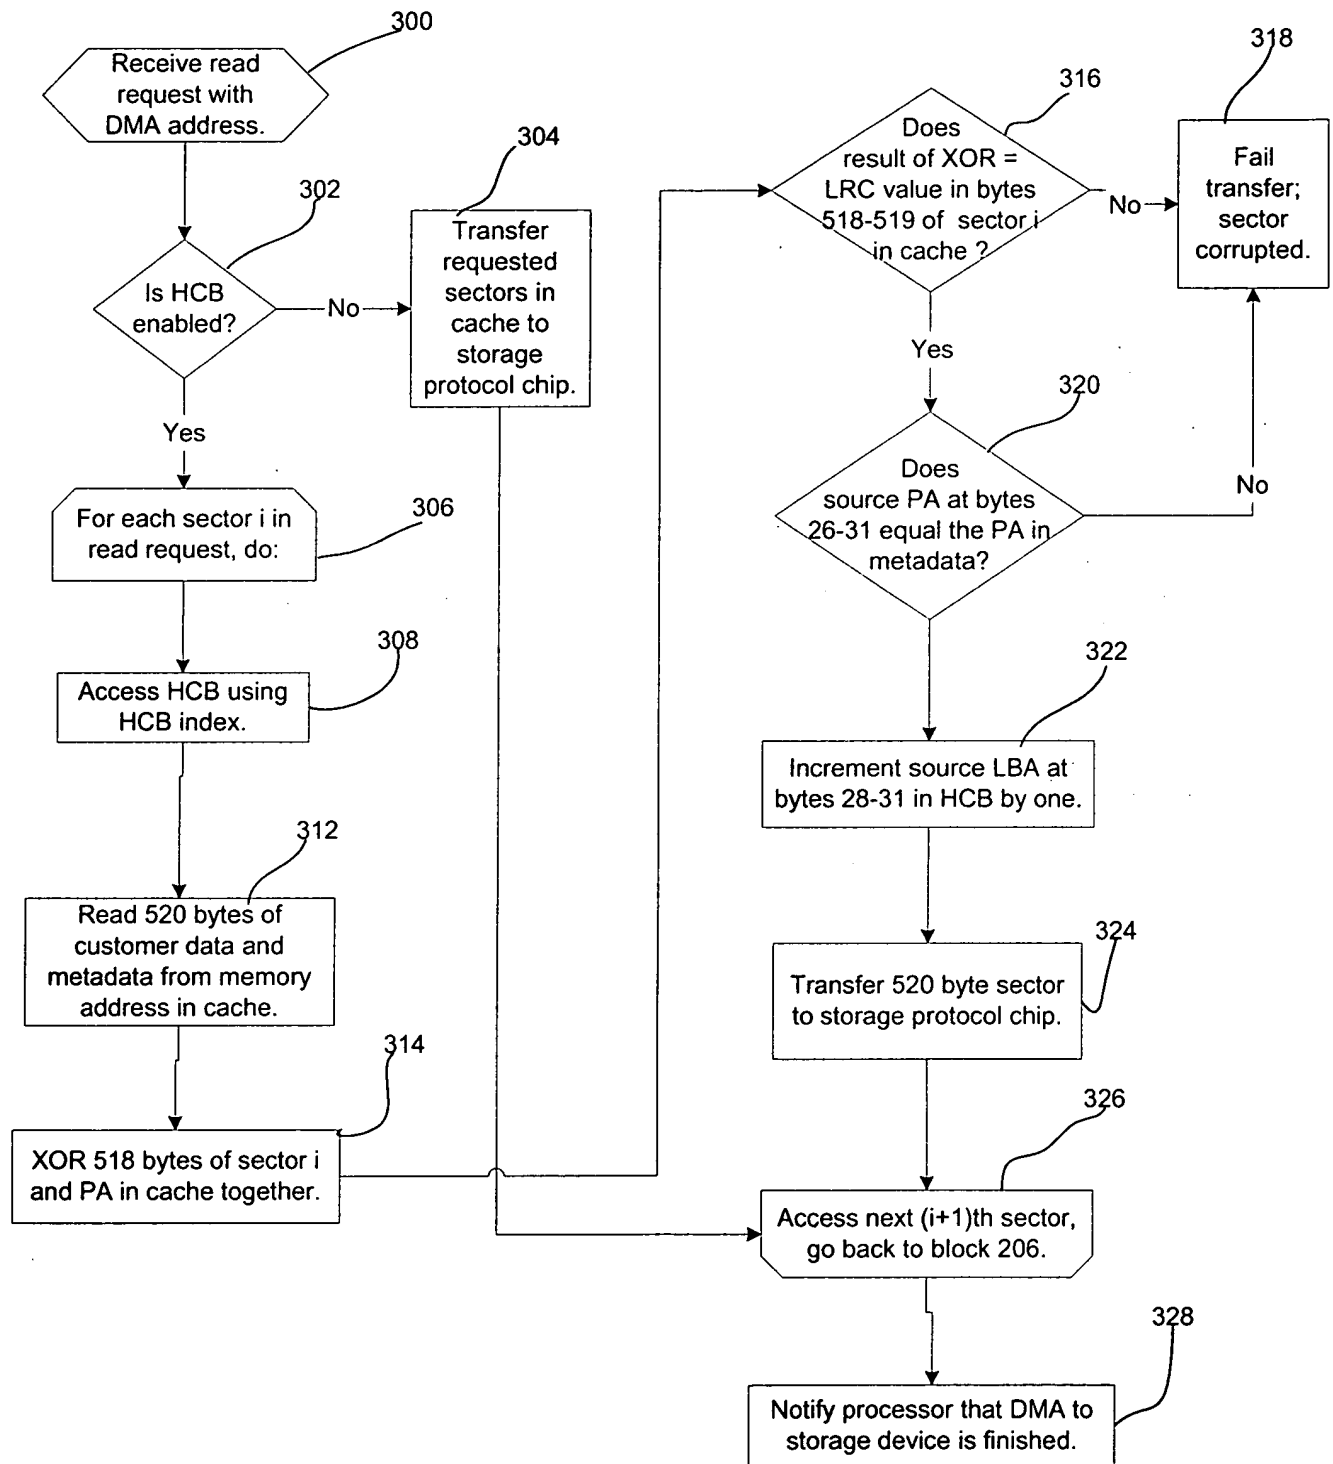 300
Receive read
request with
DMA address.
302
Is HCB
enabled?
No
304
Transfer
requested
sectors in
cache to
storage
protocol chip.
Yes
306
For each sector i in
read request, do:
308
Access HCB using
HCB index.
312
Read 520 bytes of
customer data and
metadata from memory
address in cache.
314
XOR 518 bytes of sector i
and PA in cache together.
316
Does
result of XOR =
LRC value in bytes
518-519 of sector i
in cache ?
No
318
Fail
transfer;
sector
corrupted.
Yes
320
Does
source PA at bytes
26-31 equal the PA in
metadata?
No
322
Increment source LBA at
bytes 28-31 in HCB by one.
324
Transfer 520 byte sector
to storage protocol chip.
326
Access next (i+1)th sector,
go back to block 206.
328
Notify processor that DMA to
storage device is finished.